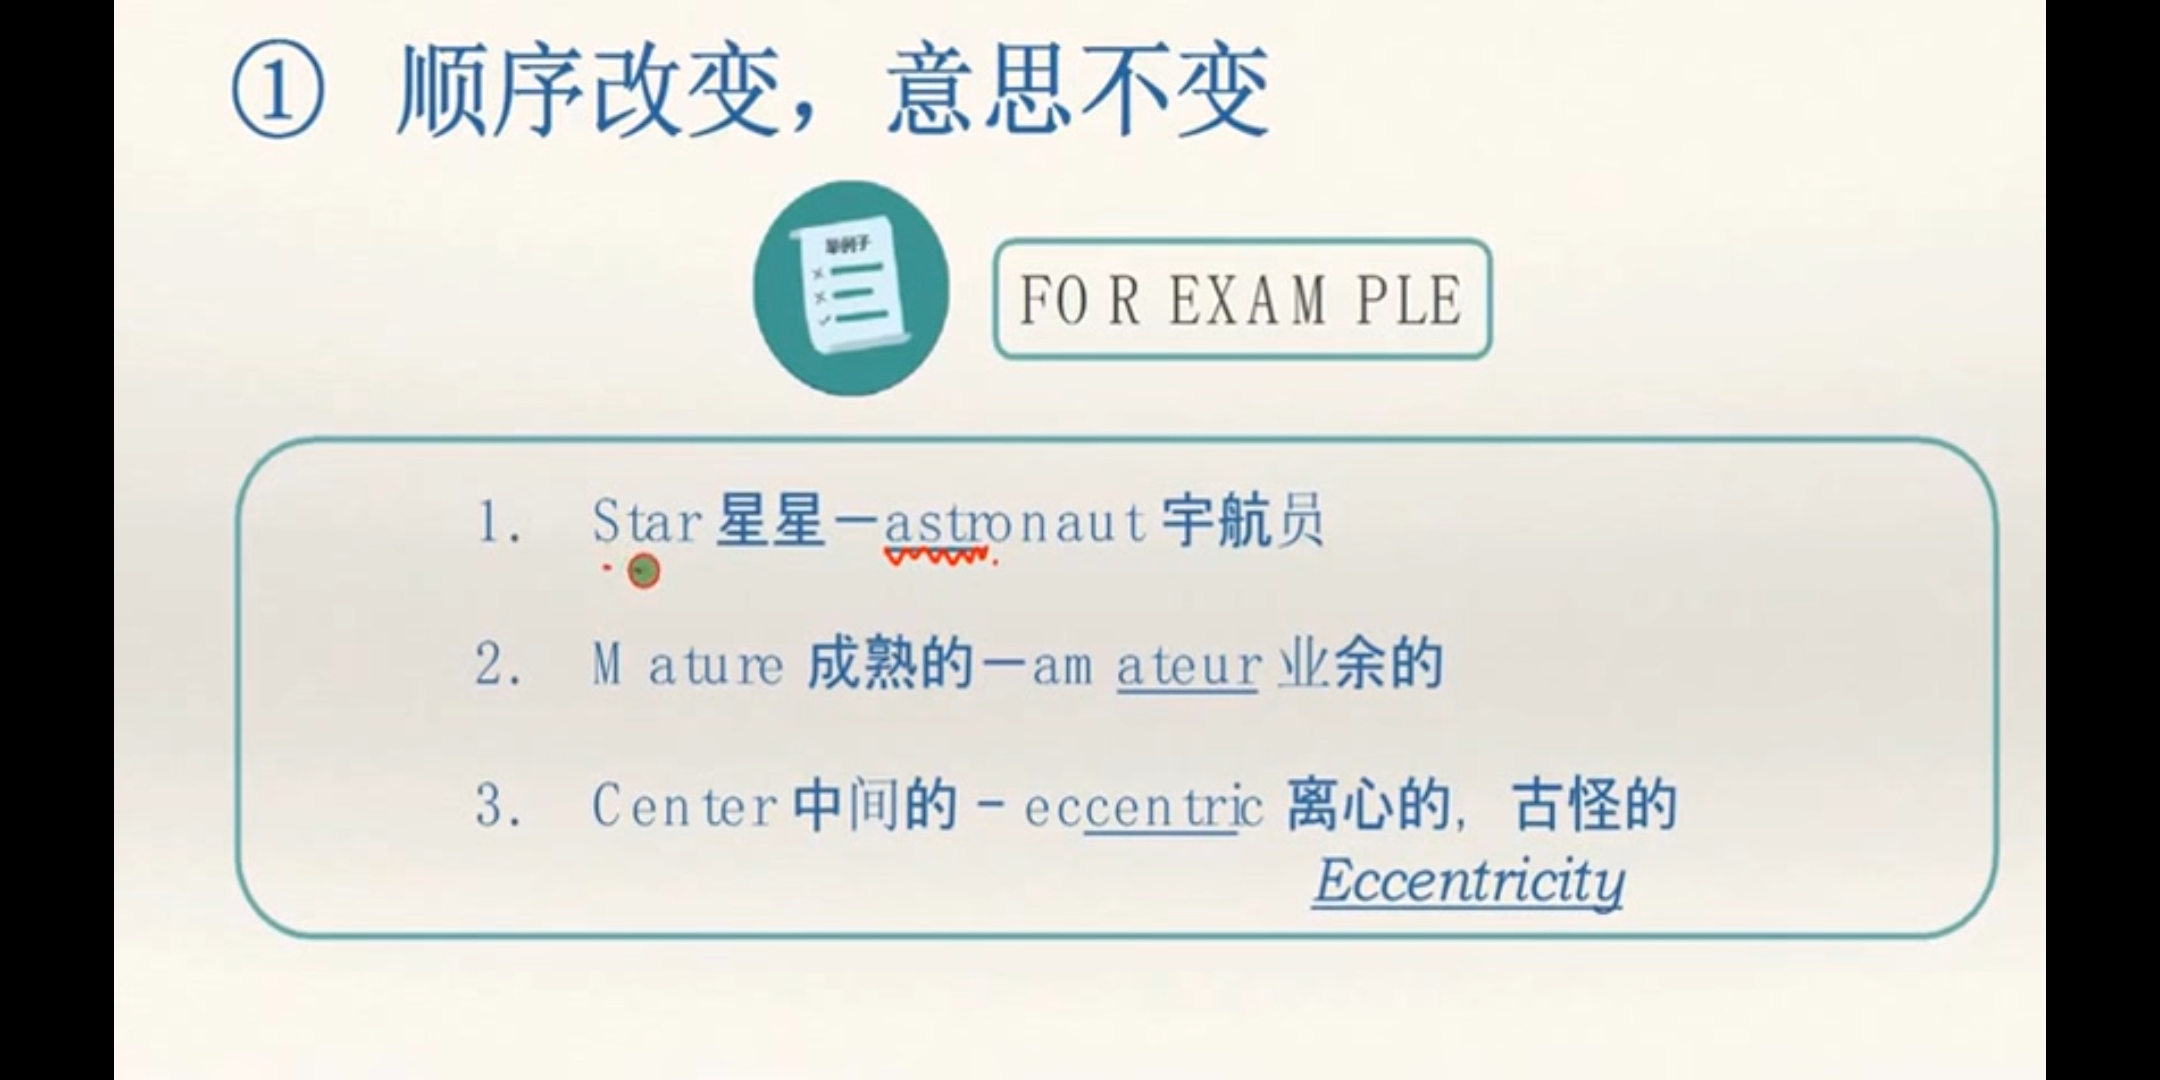 ① 顺序改变，意思不变
举例子
FOR EXAMPLE
1. Star 星星－astronaut 宇航员
2. Mature 成熟的－amateur 业余的
3. Center 中间的 - eccentric 离心的，古怪的
Eccentricity